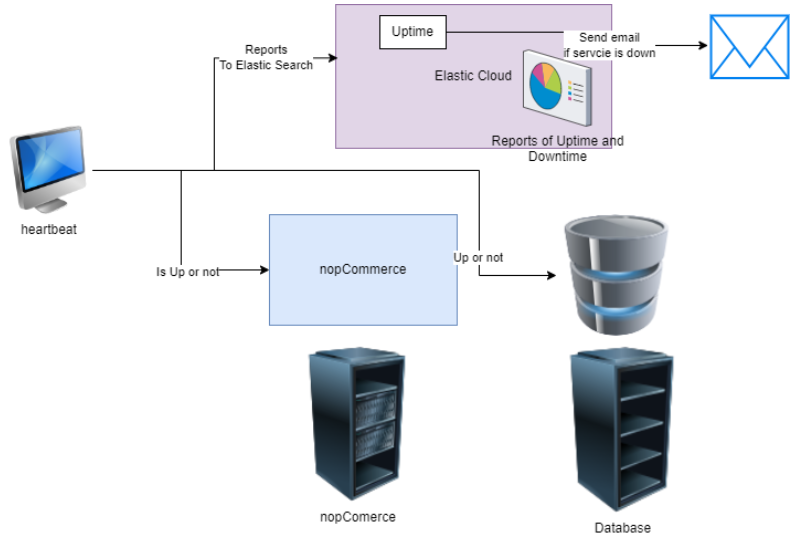 Uptime
Send email
if servcie is down
Reports
To Elastic Search
Elastic Cloud
Reports of Uptime and
Downtime
heartbeat
Is Up or not
nopCommerce
Up or not
nopComerce
Database